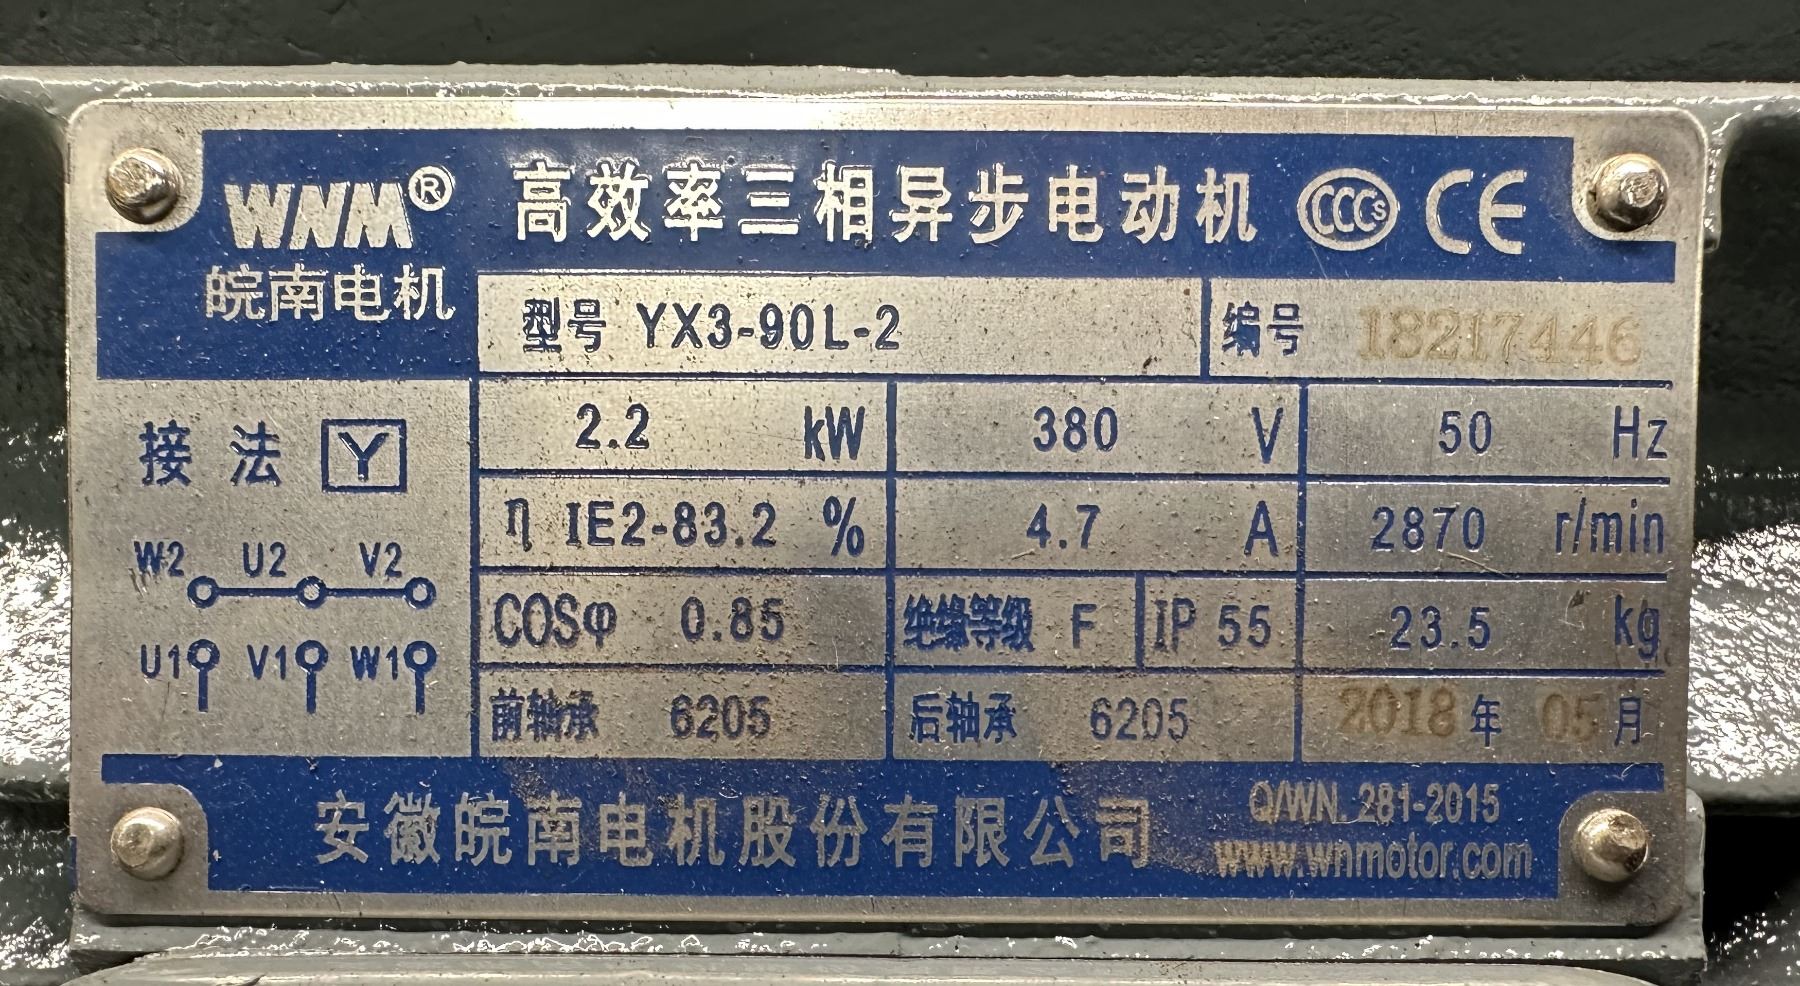 WNM® 高效率三相异步电动机 CCCS CE
皖南电机
型号 YX3-90L-2 编号 18217446
接法 Y
2.2 kW 380 V 50 Hz
η IE2-83.2 % 4.7 A 2870 r/min
W2 U2 V2
COSφ 0.85 绝缘等级 F IP 55 23.5 kg
U1 V1 W1
前轴承 6205 后轴承 6205 2018 年 05 月
安徽皖南电机股份有限公司
Q/WN. 281-2015
www.wnmotor.com